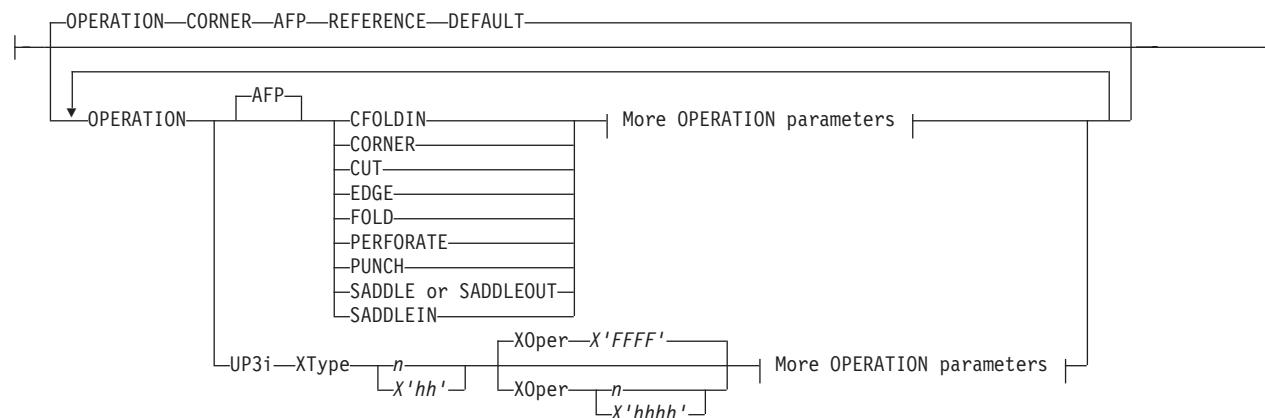 OPERATION CORNER AFP REFERENCE DEFAULT
AFP
OPERATION CFOLDIN More OPERATION parameters
CORNER
CUT
EDGE
FOLD
PERFORATE
PUNCH
SADDLE or SADDLEOUT
SADDLEIN
XOper X'FFFF'
UP3i XType n More OPERATION parameters
X'hh' XOper n
X'hhhh'